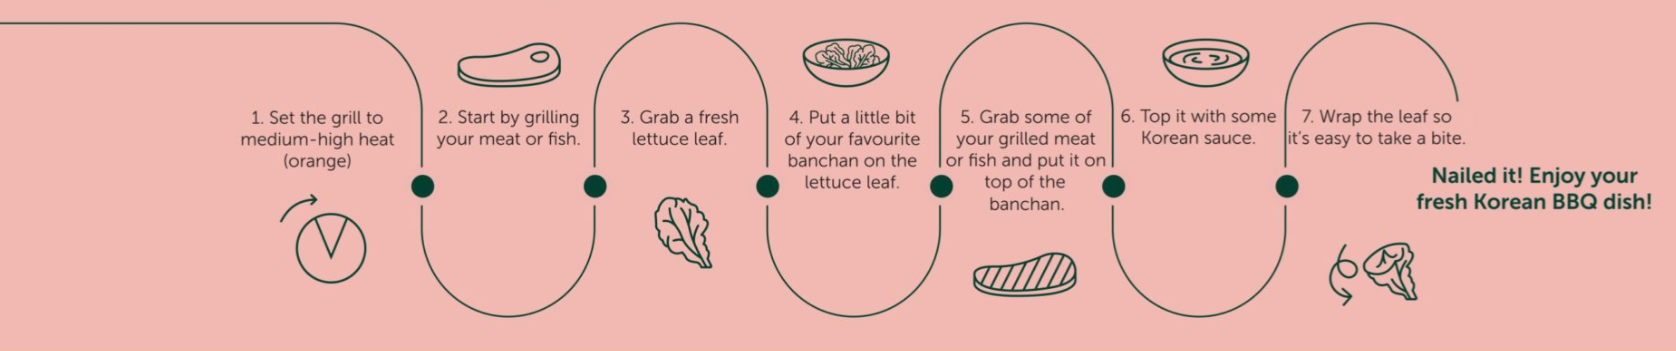 1. Set the grill to
medium-high heat
(orange)
2. Start by grilling
your meat or fish.
3. Grab a fresh
lettuce leaf.
4. Put a little bit
of your favourite
banchan on the
lettuce leaf.
5. Grab some of
your grilled meat
or fish and put it on
top of the
banchan.
6. Top it with some
Korean sauce.
7. Wrap the leaf so
it's easy to take a bite.
Nailed it! Enjoy your
fresh Korean BBQ dish!